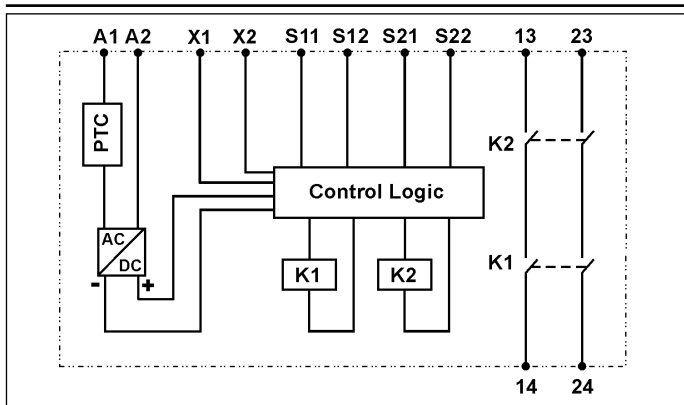 A1 A2 X1 X2 S11 S12 S21 S22 13 23
PTC
K2
Control Logic
AC
DC
- +
K1 K2
K1
14 24